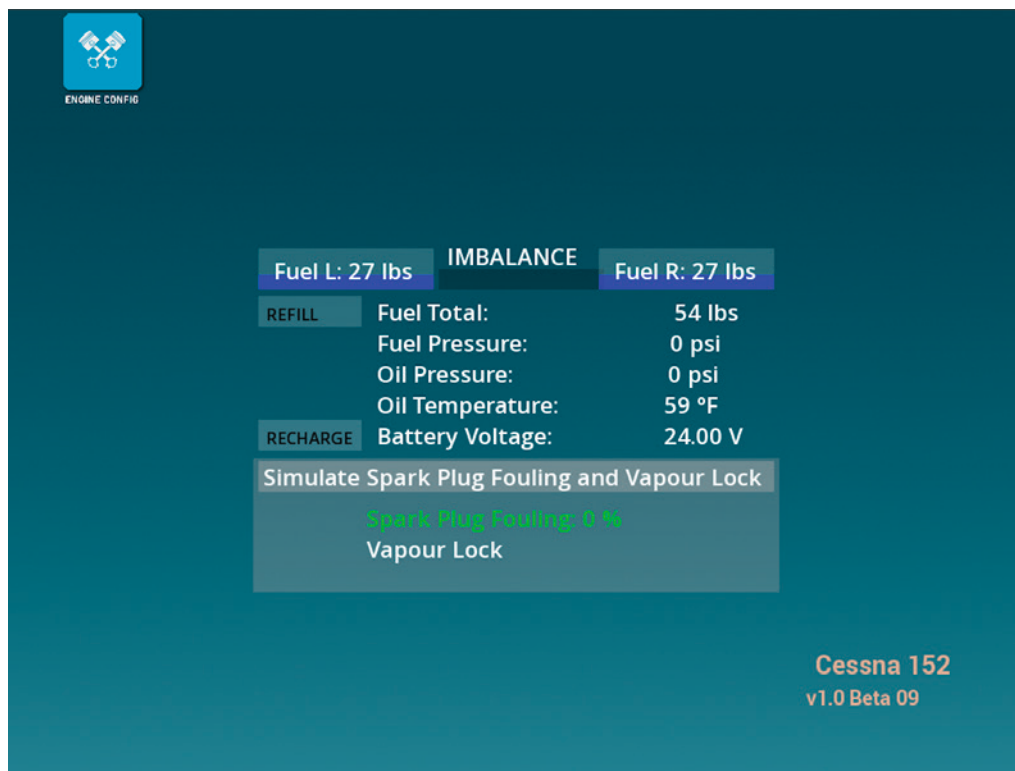 ENGINE CONFIG
IMBALANCE
Fuel L: 27 lbs
Fuel R: 27 lbs
REFILL Fuel Total: 54 lbs
Fuel Pressure: 0 psi
Oil Pressure: 0 psi
Oil Temperature: 59 °F
RECHARGE Battery Voltage: 24.00 V
Simulate Spark Plug Fouling and Vapour Lock
Spark Plug Fouling: 0 %
Vapour Lock
Cessna 152
v1.0 Beta 09